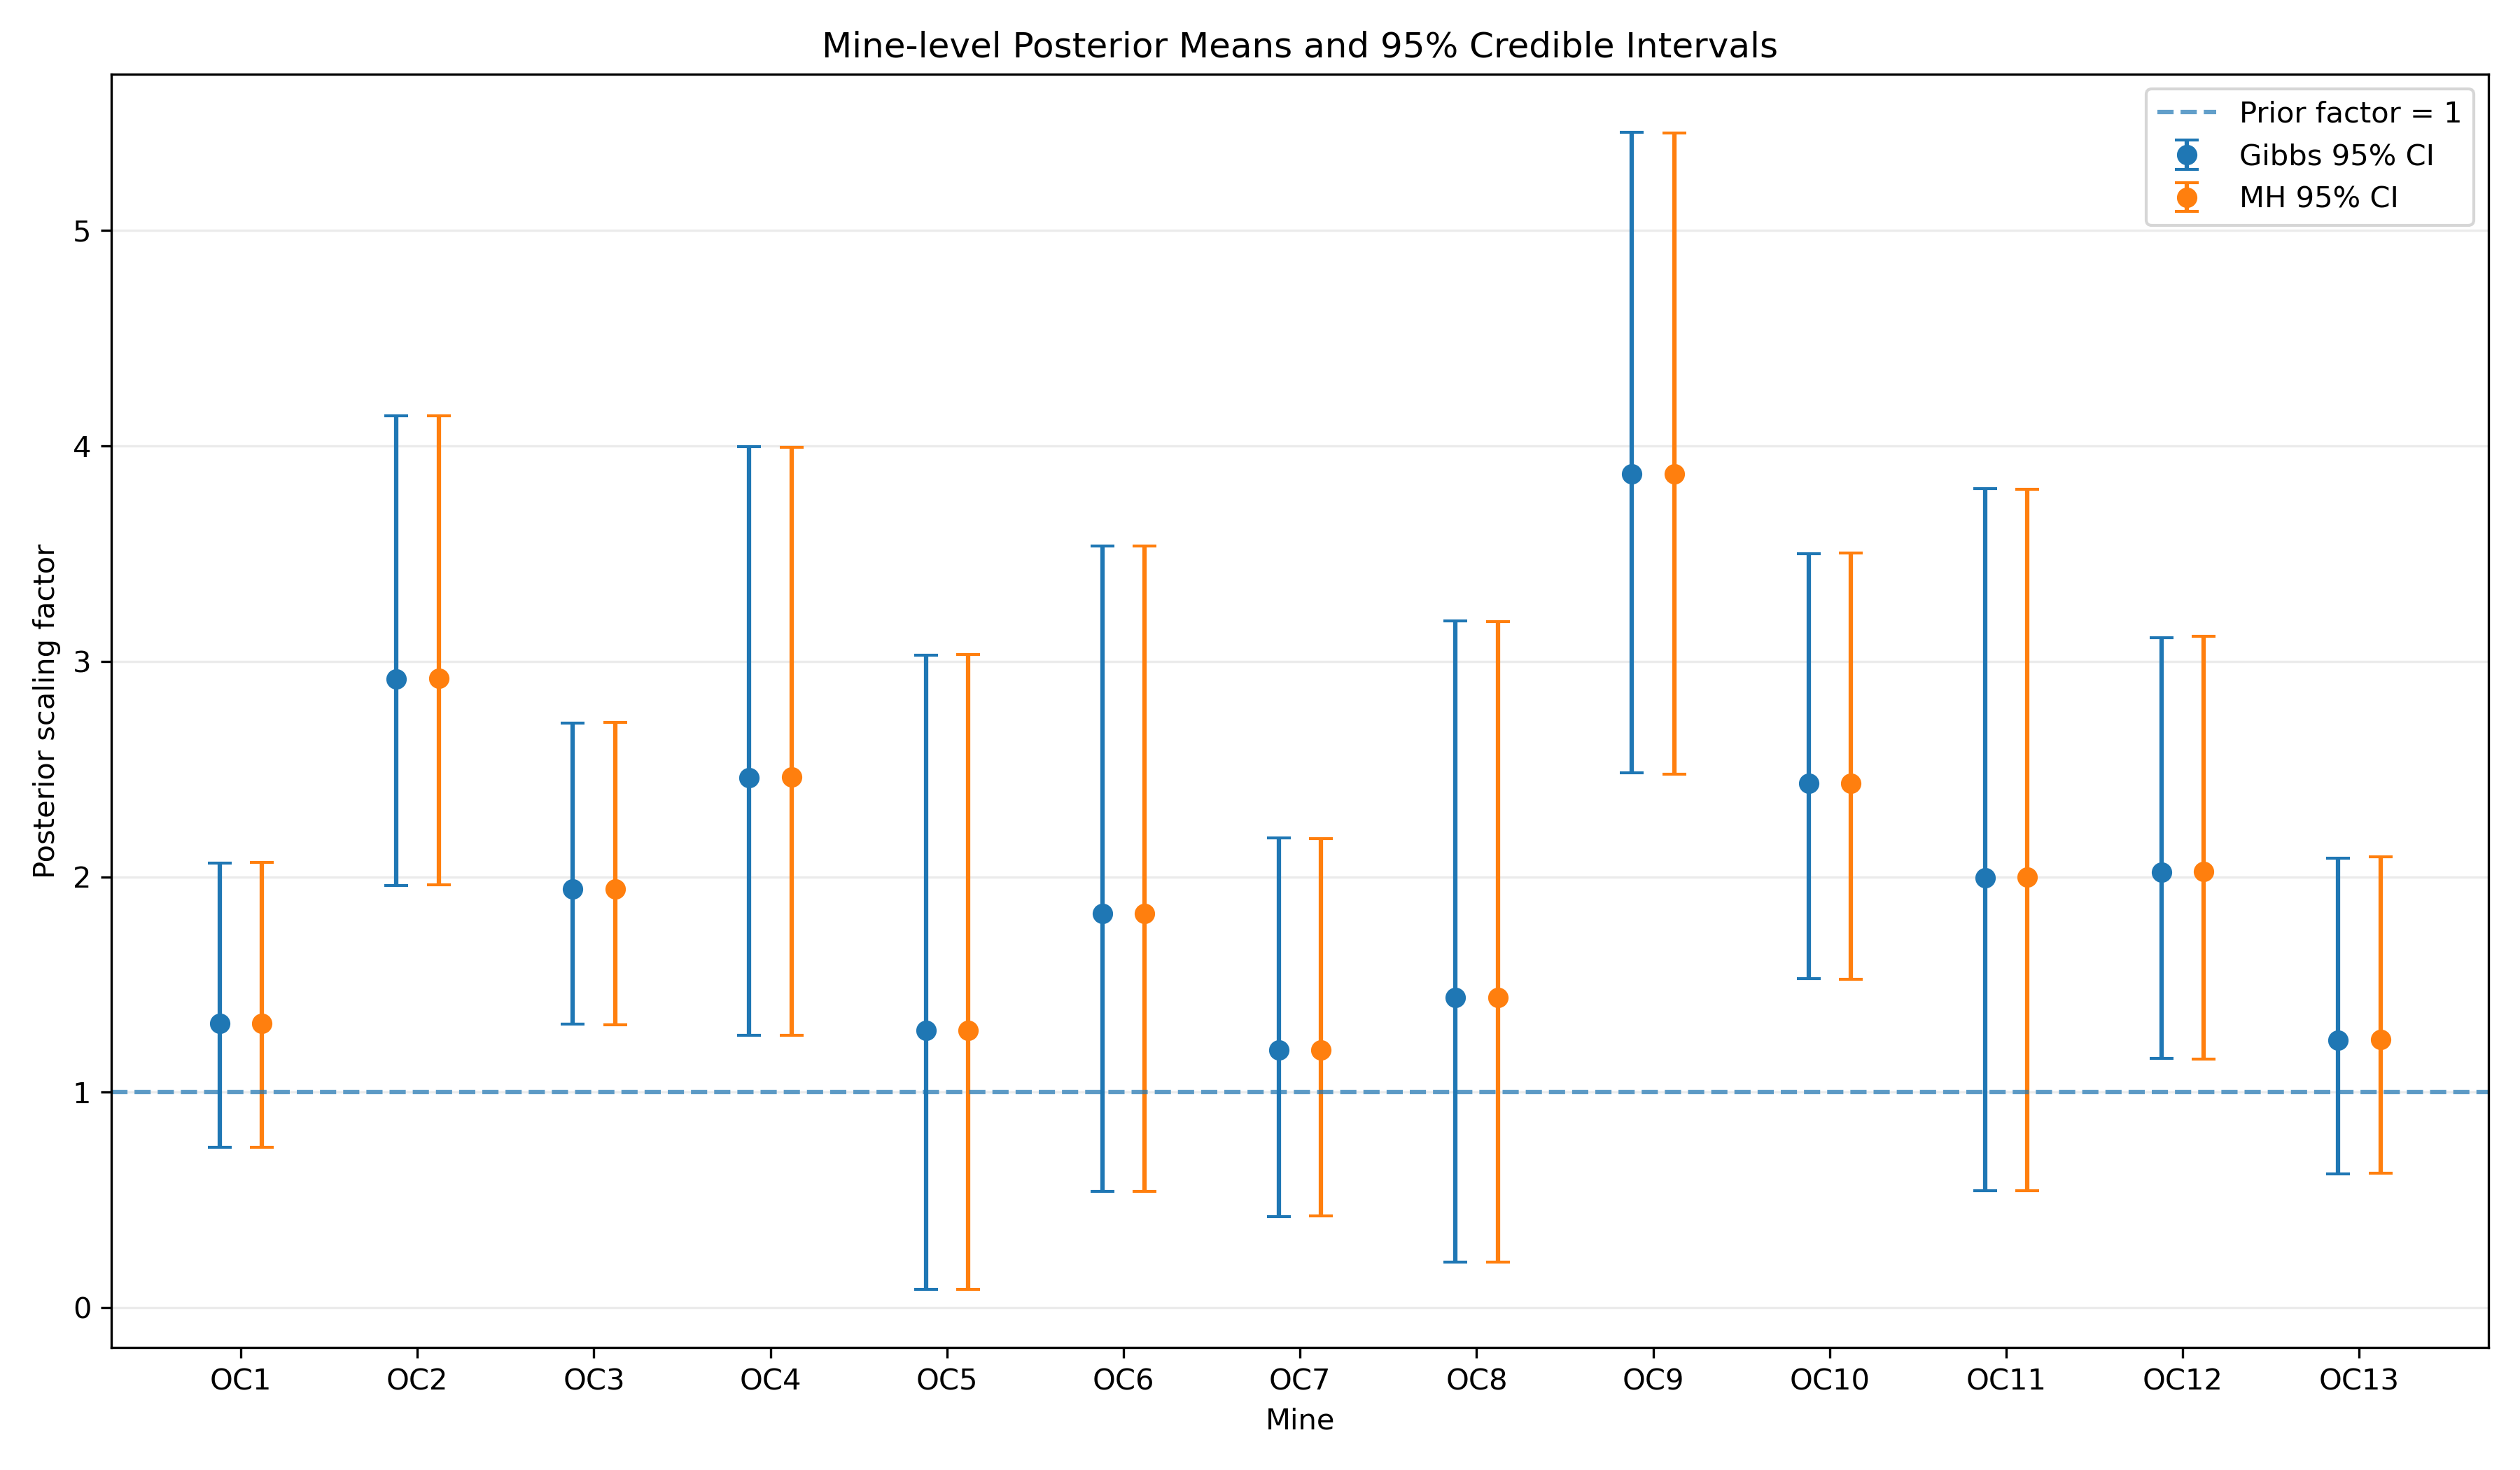 Mine-level Posterior Means and 95% Credible Intervals
Prior factor = 1
Gibbs 95% CI
MH 95% CI
Posterior scaling factor
5
4
3
2
1
0
OC1 OC2 OC3 OC4 OC5 OC6 OC7 OC8 OC9 OC10 OC11 OC12 OC13
Mine